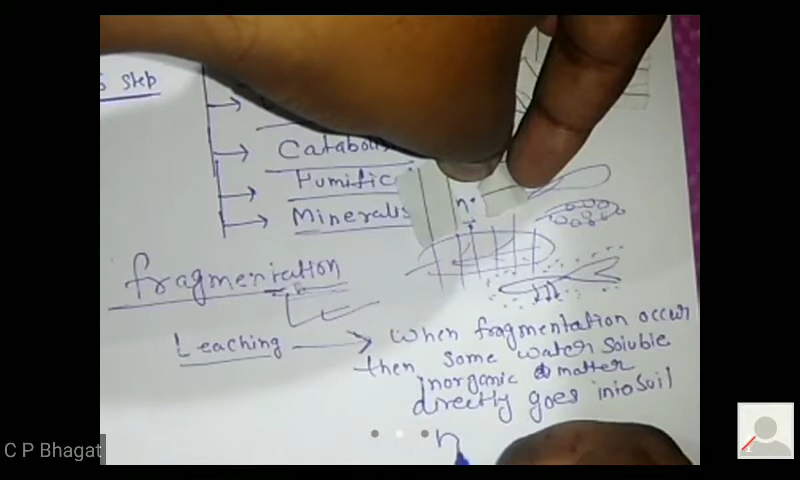 step
Catabolis
Humific
Mineralis
n.
fragmentation
Leaching → when fragmentation occur
then some water soluble
inorganic matter
directly goes into soil
n
C P Bhagat